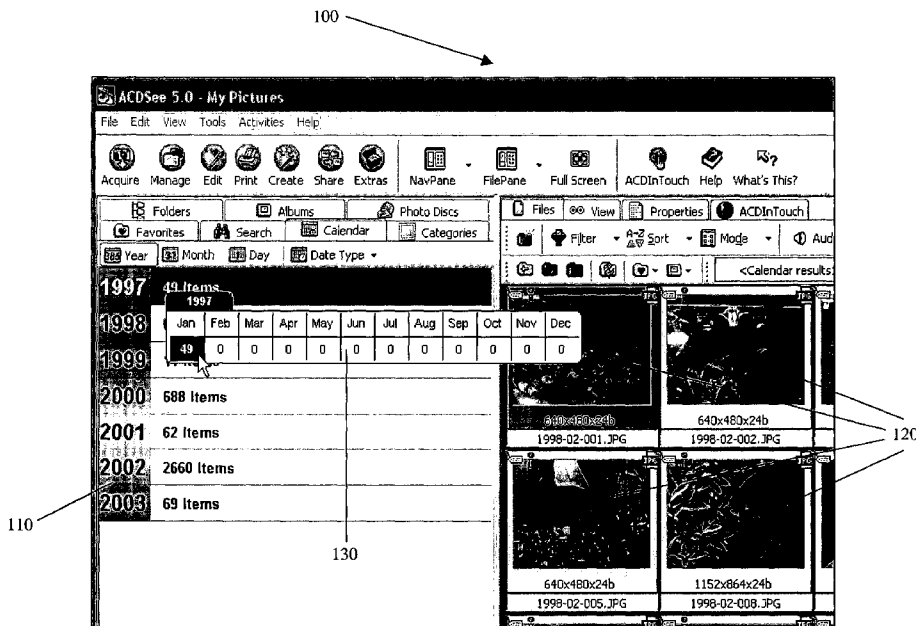 100
ACDSee 5.0 - My Pictures
File Edit View Tools Activities Help
Acquire Manage Edit Print Create Share Extras NavPane FilePane Full Screen ACDInTouch Help What's This?
Folders Albums Photo Discs
Favorites Search Calendar Categories
Year Month Day Date Type
Files View Properties ACDInTouch
Filter A-Z Sort Mode Aud
<Calendar results:
1997 49 Items
1997
Jan Feb Mar Apr May Jun Jul Aug Sep Oct Nov Dec
49 0 0 0 0 0 0 0 0 0 0 0
1998
1999
2000 688 Items
2001 62 Items
2002 2660 Items
2003 69 Items
JPG JPG
640x480x24b 640x480x24b
1998-02-001.JPG 1998-02-002.JPG
JPG JPG
640x480x24b 1152x864x24b
1998-02-005.JPG 1998-02-008.JPG
110
120
130